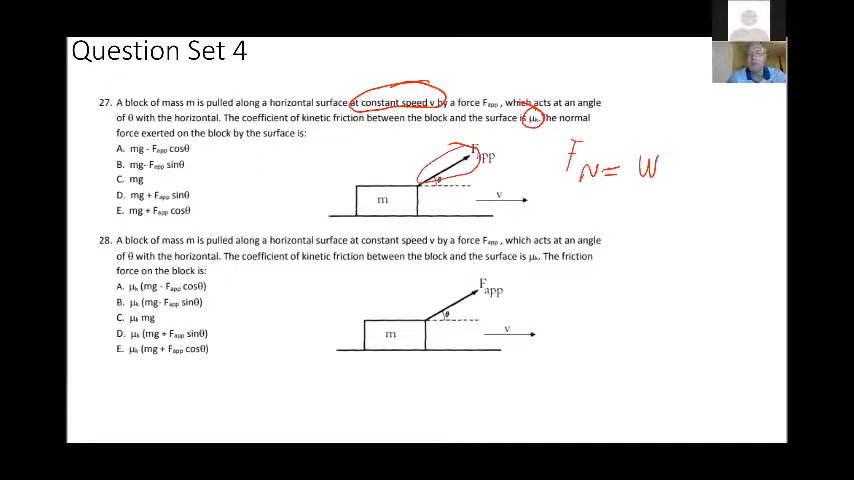 Question Set 4
27. A block of mass m is pulled along a horizontal surface at constant speed v by a force Fapp , which acts at an angle
of θ with the horizontal. The coefficient of kinetic friction between the block and the surface is μk. The normal
force exerted on the block by the surface is:
A. mg - Fapp cosθ
B. mg- Fapp sinθ
C. mg
D. mg + Fapp sinθ
E. mg + Fapp cosθ
Fapp
θ
m
v
FN = W
28. A block of mass m is pulled along a horizontal surface at constant speed v by a force Fapp , which acts at an angle
of θ with the horizontal. The coefficient of kinetic friction between the block and the surface is μk. The friction
force on the block is:
A. μk (mg - Fapp cosθ)
B. μk (mg- Fapp sinθ)
C. μk mg
D. μk (mg + Fapp sinθ)
E. μk (mg + Fapp cosθ)
Fapp
θ
m
v